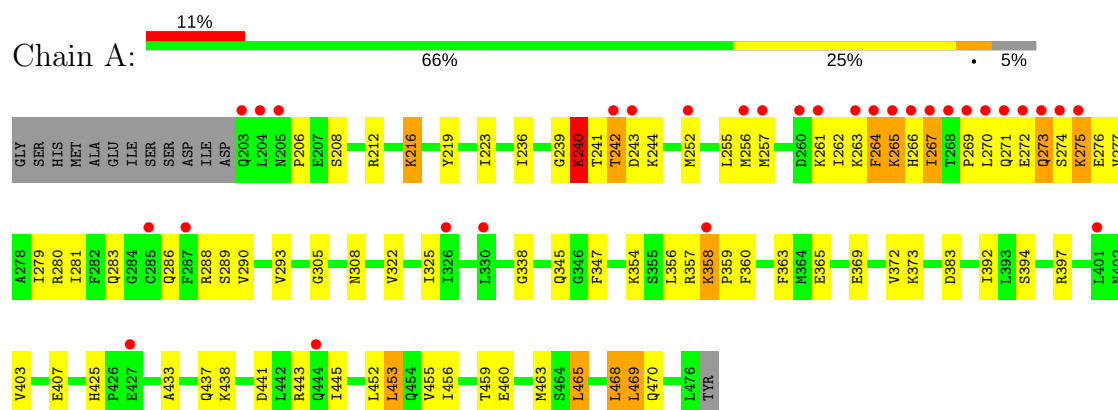 11%
Chain A:
66% 25% • 5%
GLY SER HIS MET ALA GLU ILE SER SER ASP ILE ASP Q203 L204 N205 P206 E207 S208 R212 K216 Y219 I223 I236 G239 K240 T241 T242 D243 K244 M252 L255 M256 M257 D260 K261 I262 K263 F264 K265 H266 I267 T268 P269 L270 Q271 E272 Q273 S274 K275 E276 V277
A278 I279 R280 I281 F282 Q283 G284 C285 Q286 F287 R288 S289 V290 V293 G305 N308 V322 I325 I326 L330 G338 Q345 G346 F347 K354 S355 L356 R357 K358 P359 F360 F363 M364 E365 E369 V372 K373 D383 I392 L393 S394 R397 L401 N402
V403 E407 H425 P426 E427 A433 Q437 K438 D441 L442 R443 Q444 I445 L452 L453 Q454 V455 I456 T459 E460 M463 S464 L465 L468 L469 Q470 L476 TYR